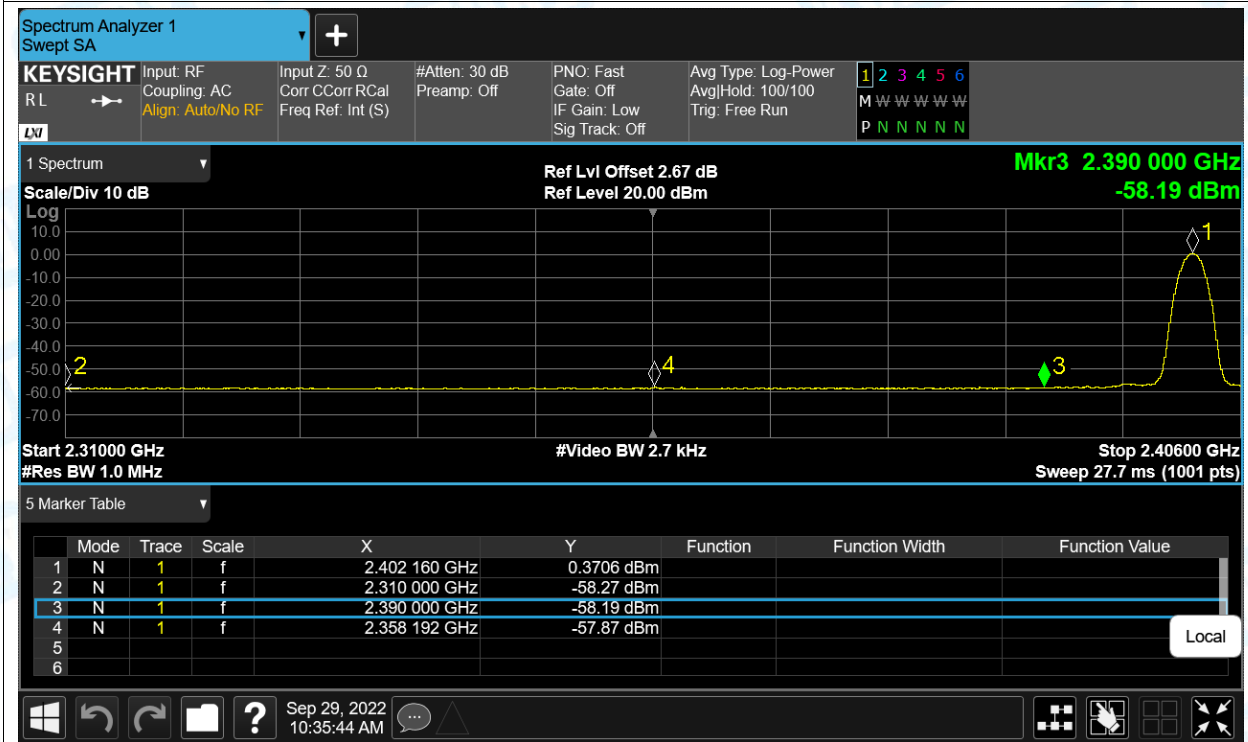 Spectrum Analyzer 1
Swept SA
+
KEYSIGHT
R L
LXI
Input: RF
Coupling: AC
Align: Auto/No RF
Input Z: 50 Ω
Corr CCorr RCal
Freq Ref: Int (S)
#Atten: 30 dB
Preamp: Off
PNO: Fast
Gate: Off
IF Gain: Low
Sig Track: Off
Avg Type: Log-Power
Avg|Hold: 100/100
Trig: Free Run
1 2 3 4 5 6
M W W W W W
P N N N N N
1 Spectrum
Scale/Div 10 dB
Ref Lvl Offset 2.67 dB
Ref Level 20.00 dBm
Mkr3 2.390 000 GHz
-58.19 dBm
Log
10.0
0.00
-10.0
-20.0
-30.0
-40.0
-50.0
-60.0
-70.0
1
2
4
3
Start 2.31000 GHz
#Video BW 2.7 kHz
Stop 2.40600 GHz
#Res BW 1.0 MHz
Sweep 27.7 ms (1001 pts)
5 Marker Table
Mode Trace Scale X Y Function Function Width Function Value
1 N 1 f 2.402 160 GHz 0.3706 dBm
2 N 1 f 2.310 000 GHz -58.27 dBm
3 N 1 f 2.390 000 GHz -58.19 dBm
4 N 1 f 2.358 192 GHz -57.87 dBm
5
6
Local
?
Sep 29, 2022
10:35:44 AM